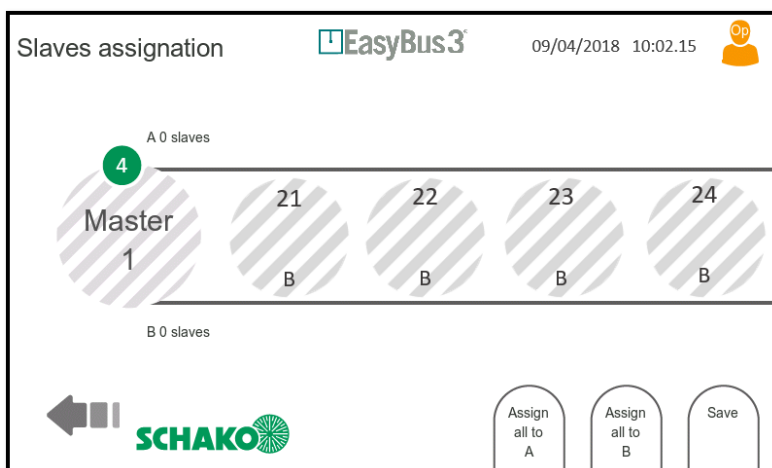 Slaves assignation
EasyBus3
09/04/2018 10:02.15
Op
A 0 slaves
4
Master
1
21
22
23
24
B
B
B
B
B 0 slaves
SCHAKO
Assign
all to
A
Assign
all to
B
Save